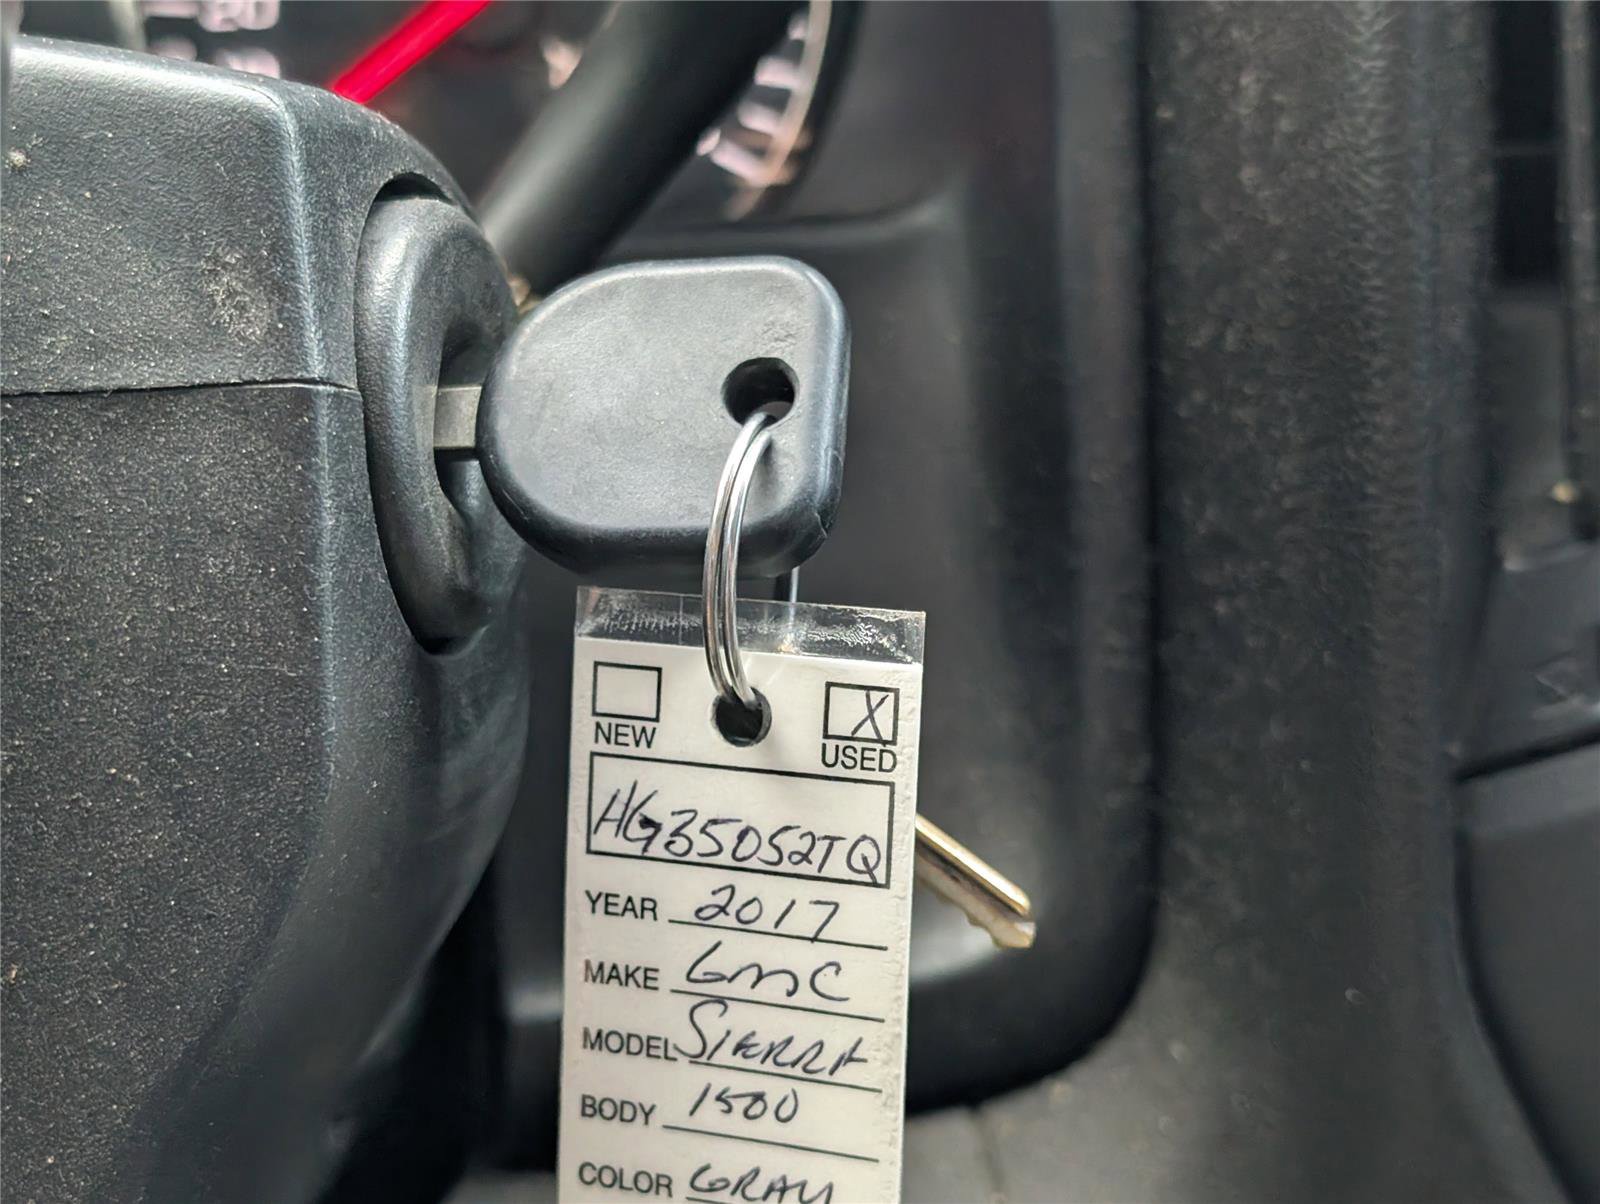 NEW X USED
HG35052TQ
YEAR 2017
MAKE GMC
MODEL SIERRA
BODY 1500
COLOR GRAY